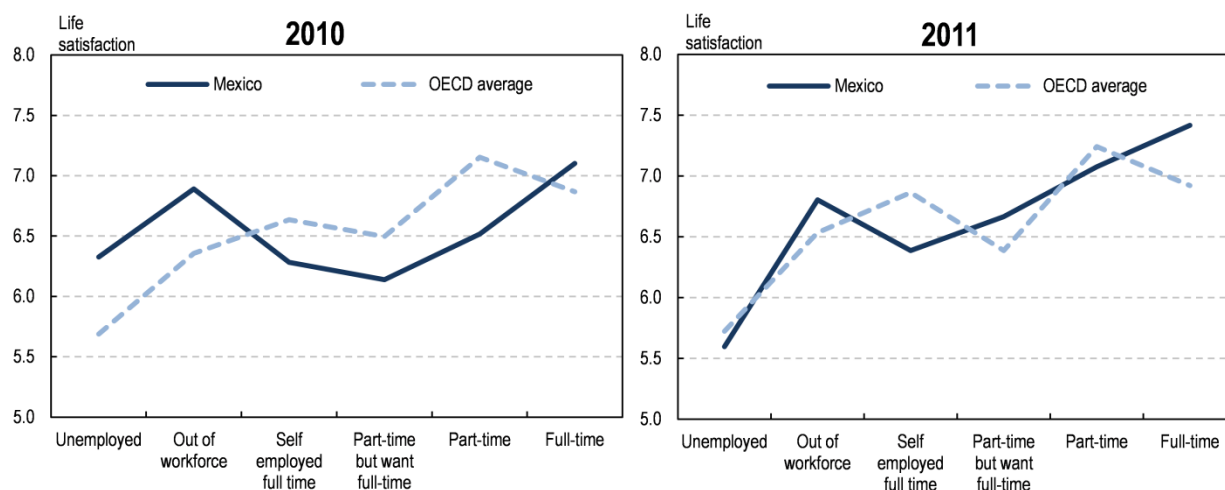 Life
satisfaction
2010
8.0
7.5
7.0
6.5
6.0
5.5
5.0
Mexico
OECD average
Unemployed
Out of
workforce
Self
employed
full time
Part-time
but want
full-time
Part-time
Full-time
Life
satisfaction
2011
8.0
7.5
7.0
6.5
6.0
5.5
5.0
Mexico
OECD average
Unemployed
Out of
workforce
Self
employed
full time
Part-time
but want
full-time
Part-time
Full-time